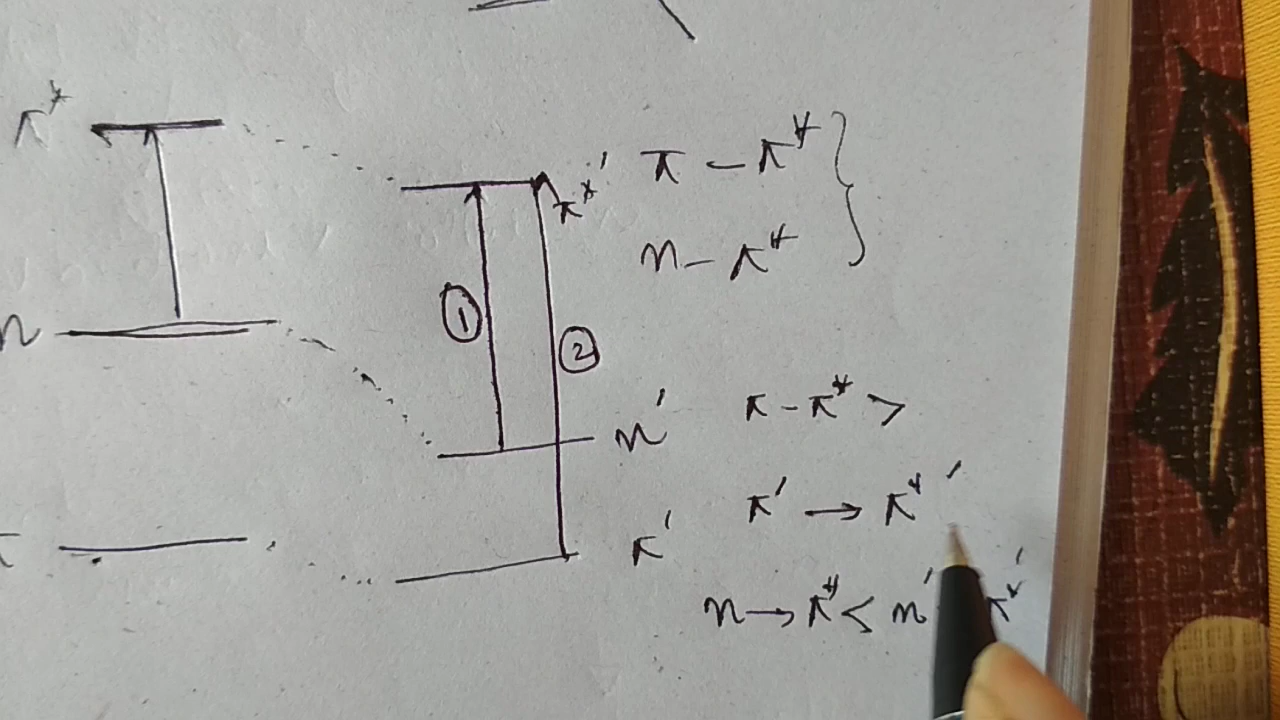 π*
π*' π – π*
n – π*
①
n
②
n' π – π* >
π' → π*'
π'
n → π* < n' π*'